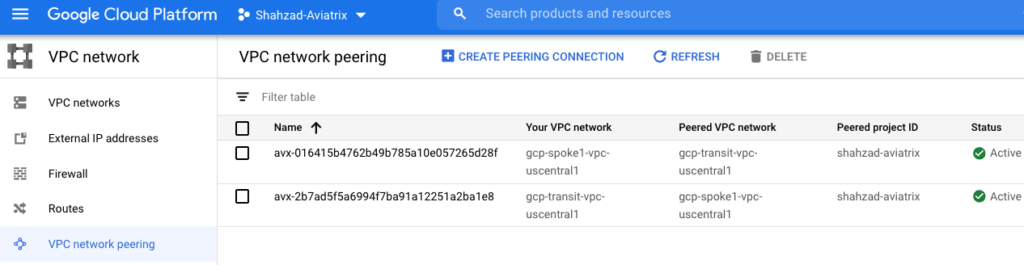 Google Cloud Platform
Shahzad-Aviatrix
Search products and resources
VPC network
VPC network peering
CREATE PEERING CONNECTION
REFRESH
DELETE
VPC networks
External IP addresses
Firewall
Routes
VPC network peering
Filter table
Name Your VPC network Peered VPC network Peered project ID Status
avx-016415b4762b49b785a10e057265d28f gcp-spoke1-vpc- gcp-transit-vpc- shahzad-aviatrix Active
uscentral1 uscentral1
avx-2b7ad5f5a6994f7ba91a12251a2ba1e8 gcp-transit-vpc- gcp-spoke1-vpc- shahzad-aviatrix Active
uscentral1 uscentral1